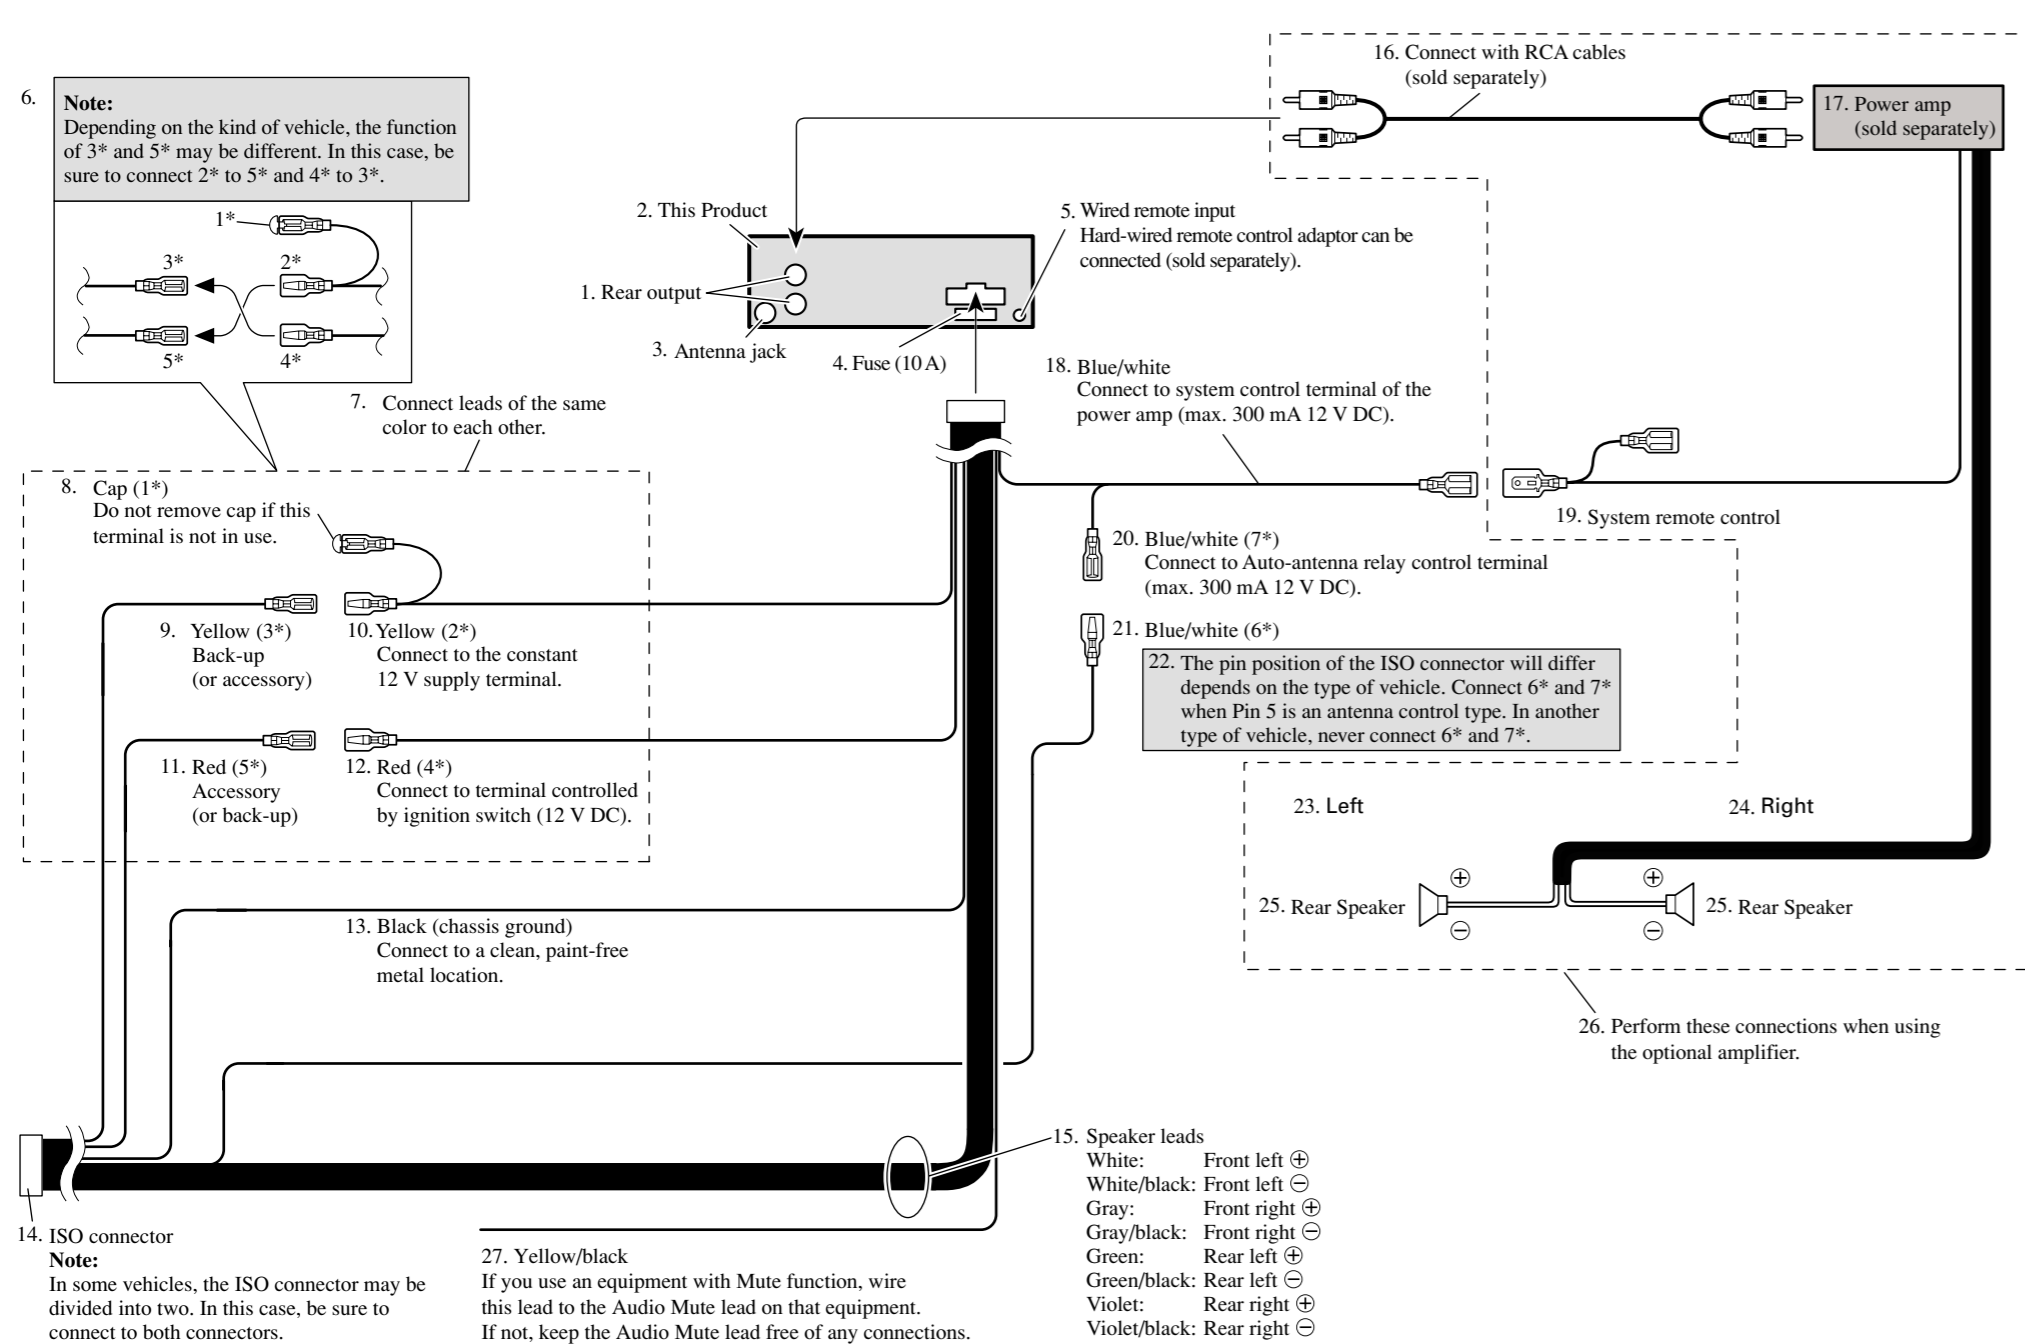 6.
Note:
Depending on the kind of vehicle, the function
of 3* and 5* may be different. In this case, be
sure to connect 2* to 5* and 4* to 3*.
1*
3*
2*
5*
4*
2. This Product
1. Rear output
3. Antenna jack
4. Fuse (10 A)
5. Wired remote input
Hard-wired remote control adaptor can be
connected (sold separately).
16. Connect with RCA cables
(sold separately)
17. Power amp
(sold separately)
7. Connect leads of the same
color to each other.
8. Cap (1*)
Do not remove cap if this
terminal is not in use.
9. Yellow (3*)
Back-up
(or accessory)
10. Yellow (2*)
Connect to the constant
12 V supply terminal.
11. Red (5*)
Accessory
(or back-up)
12. Red (4*)
Connect to terminal controlled
by ignition switch (12 V DC).
13. Black (chassis ground)
Connect to a clean, paint-free
metal location.
14. ISO connector
Note:
In some vehicles, the ISO connector may be
divided into two. In this case, be sure to
connect to both connectors.
27. Yellow/black
If you use an equipment with Mute function, wire
this lead to the Audio Mute lead on that equipment.
If not, keep the Audio Mute lead free of any connections.
15. Speaker leads
White: Front left ⊕
White/black: Front left ⊖
Gray: Front right ⊕
Gray/black: Front right ⊖
Green: Rear left ⊕
Green/black: Rear left ⊖
Violet: Rear right ⊕
Violet/black: Rear right ⊖
18. Blue/white
Connect to system control terminal of the
power amp (max. 300 mA 12 V DC).
19. System remote control
20. Blue/white (7*)
Connect to Auto-antenna relay control terminal
(max. 300 mA 12 V DC).
21. Blue/white (6*)
22. The pin position of the ISO connector will differ
depends on the type of vehicle. Connect 6* and 7*
when Pin 5 is an antenna control type. In another
type of vehicle, never connect 6* and 7*.
23. Left
24. Right
⊕
⊕
25. Rear Speaker
25. Rear Speaker
⊖
⊖
26. Perform these connections when using
the optional amplifier.